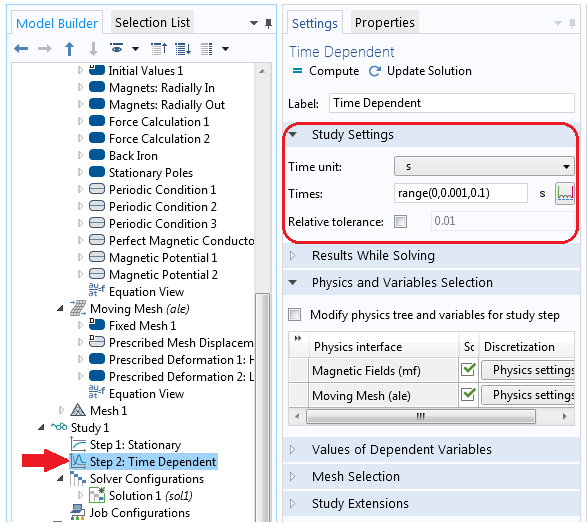 Model Builder
Selection List
Initial Values 1
Magnets: Radially In
Magnets: Radially Out
Force Calculation 1
Force Calculation 2
Back Iron
Stationary Poles
Periodic Condition 1
Periodic Condition 2
Periodic Condition 3
Perfect Magnetic Conducto
Magnetic Potential 1
Magnetic Potential 2
Equation View
Moving Mesh (ale)
Fixed Mesh 1
Prescribed Mesh Displacem
Prescribed Deformation 1: H
Prescribed Deformation 2: L
Equation View
Mesh 1
Study 1
Step 1: Stationary
Step 2: Time Dependent
Solver Configurations
Solution 1 (sol1)
Job Configurations
Settings
Properties
Time Dependent
= Compute
Update Solution
Label: Time Dependent
Study Settings
Time unit: s
Times: range(0,0.001,0.1) s
Relative tolerance: 0.01
Results While Solving
Physics and Variables Selection
Modify physics tree and variables for study step
Physics interface
Sc
Discretization
Magnetic Fields (mf)
Physics settings
Moving Mesh (ale)
Physics settings
Values of Dependent Variables
Mesh Selection
Study Extensions